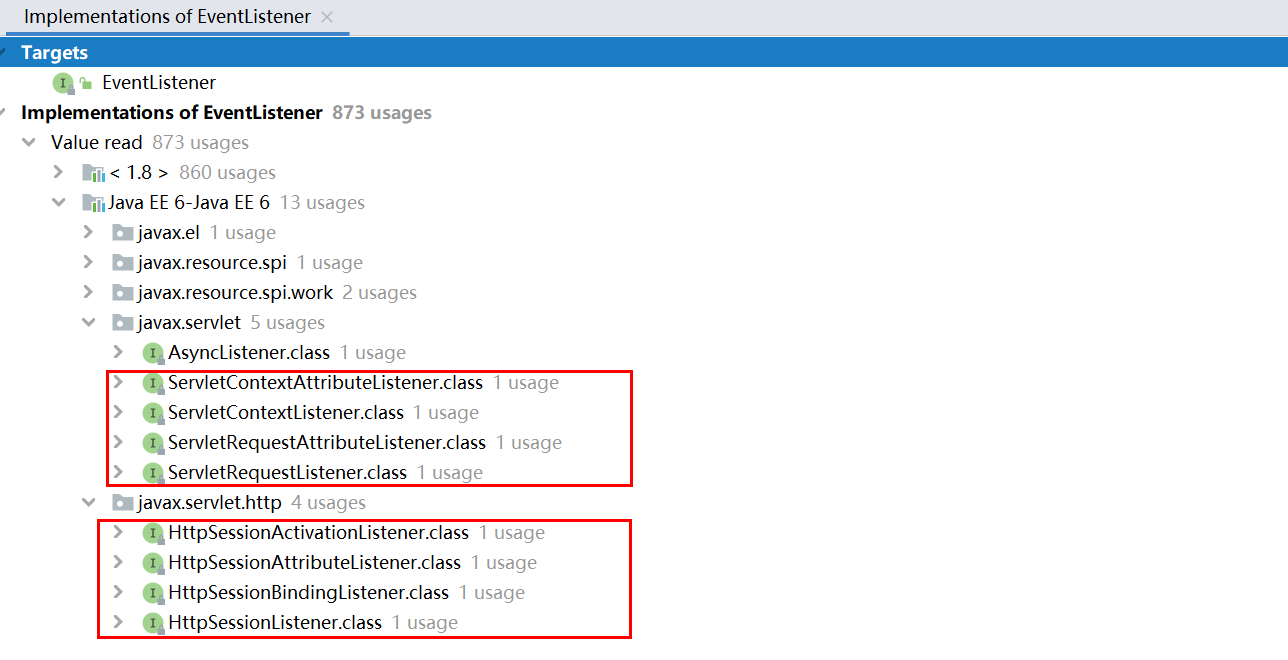 Implementations of EventListener
Targets
EventListener
Implementations of EventListener 873 usages
Value read 873 usages
< 1.8 > 860 usages
Java EE 6-Java EE 6 13 usages
javax.el 1 usage
javax.resource.spi 1 usage
javax.resource.spi.work 2 usages
javax.servlet 5 usages
AsyncListener.class 1 usage
ServletContextAttributeListener.class 1 usage
ServletContextListener.class 1 usage
ServletRequestAttributeListener.class 1 usage
ServletRequestListener.class 1 usage
javax.servlet.http 4 usages
HttpSessionActivationListener.class 1 usage
HttpSessionAttributeListener.class 1 usage
HttpSessionBindingListener.class 1 usage
HttpSessionListener.class 1 usage